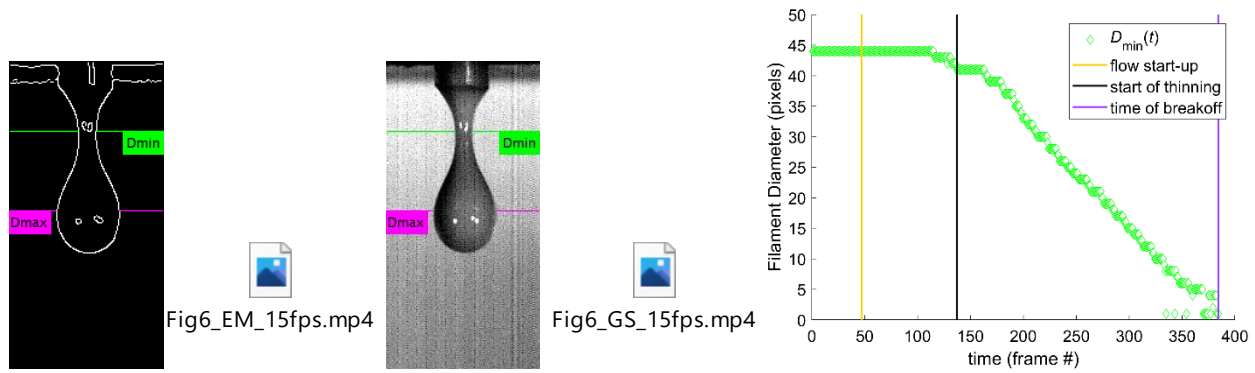 Dmin
Dmax
Fig6_EM_15fps.mp4
Dmin
Dmax
Fig6_GS_15fps.mp4
Filament Diameter (pixels)
50
45
40
35
30
25
20
15
10
5
0
0
50
100
150
200
250
300
350
400
time (frame #)
Dmin(t)
flow start-up
start of thinning
time of breakoff